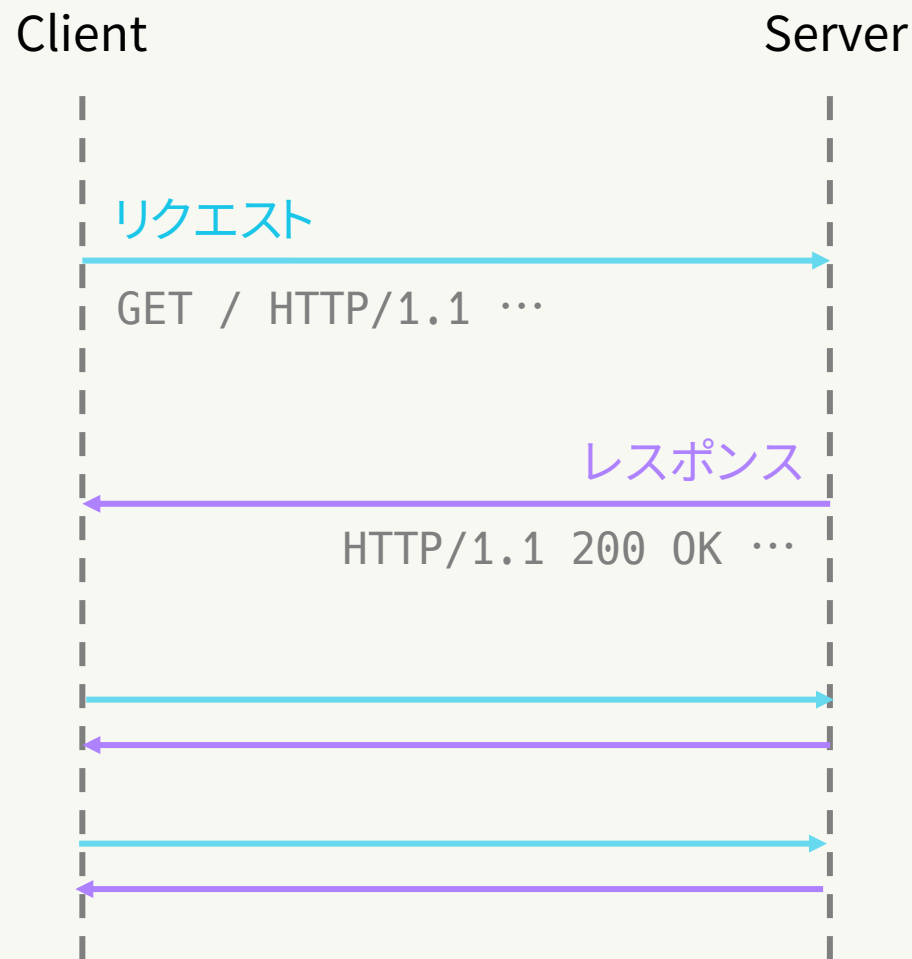 Client
Server
リクエスト
GET / HTTP/1.1 …
レスポンス
HTTP/1.1 200 OK …